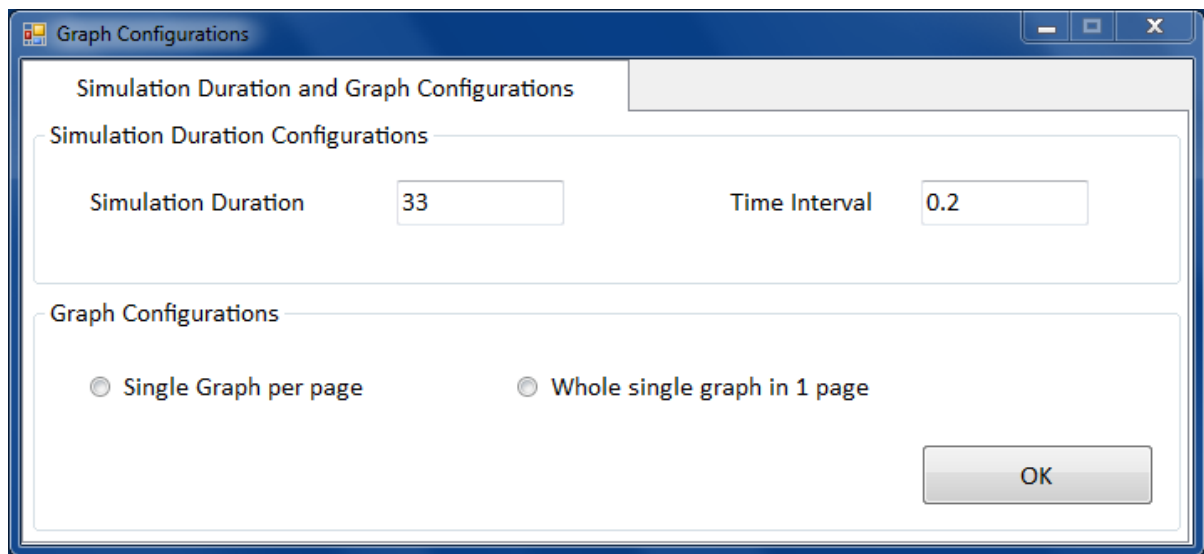 Graph Configurations
Simulation Duration and Graph Configurations
Simulation Duration Configurations
Simulation Duration 33 Time Interval 0.2
Graph Configurations
Single Graph per page Whole single graph in 1 page
OK